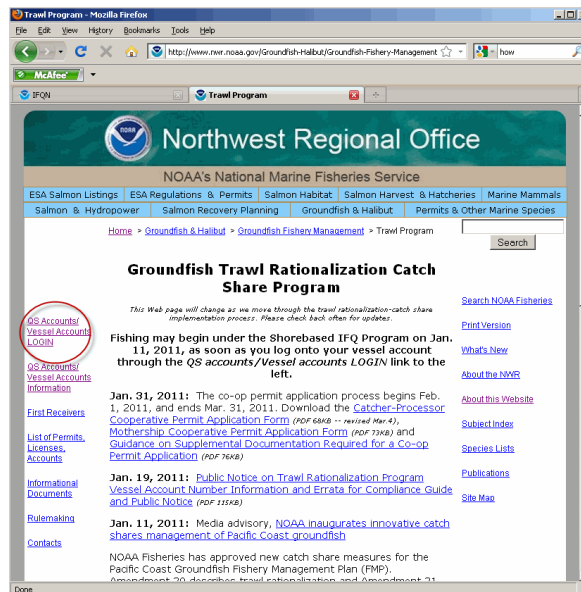 Trawl Program - Mozilla Firefox
File Edit View History Bookmarks Tools Help
http://www.nwr.noaa.gov/Groundfish-Halibut/Groundfish-Fishery-Management
how
McAfee
IFQN
Trawl Program
NOAA
Northwest Regional Office
NOAA's National Marine Fisheries Service
ESA Salmon Listings ESA Regulations & Permits Salmon Habitat Salmon Harvest & Hatcheries Marine Mammals
Salmon & Hydropower Salmon Recovery Planning Groundfish & Halibut Permits & Other Marine Species
Home > Groundfish & Halibut > Groundfish Fishery Management > Trawl Program
Search
QS Accounts/
Vessel Accounts
LOGIN
QS Accounts/
Vessel Accounts
Information
First Receivers
List of Permits,
Licenses,
Accounts
Informational
Documents
Rulemaking
Contacts
Groundfish Trawl Rationalization Catch
Share Program
This Web page will change as we move through the trawl rationalization-catch share
implementation process. Please check back often for updates.
Fishing may begin under the Shorebased IFQ Program on Jan.
11, 2011, as soon as you log onto your vessel account
through the QS accounts/Vessel accounts LOGIN link to the
left.
Jan. 31, 2011: The co-op permit application process begins Feb.
1, 2011, and ends Mar. 31, 2011. Download the Catcher-Processor
Cooperative Permit Application Form (PDF 68KB -- revised Mar.4),
Mothership Cooperative Permit Application Form (PDF 73KB) and
Guidance on Supplemental Documentation Required for a Co-op
Permit Application (PDF 76KB)
Jan. 19, 2011: Public Notice on Trawl Rationalization Program
Vessel Account Number Information and Errata for Compliance Guide
and Public Notice (PDF 115KB)
Jan. 11, 2011: Media advisory, NOAA inaugurates innovative catch
shares management of Pacific Coast groundfish
NOAA Fisheries has approved new catch share measures for the
Pacific Coast Groundfish Fishery Management Plan (FMP).
Amendment 20 describes trawl rationalization and Amendment 21
Search NOAA Fisheries
Print Version
What's New
About the NWR
About this Website
Subject Index
Species Lists
Publications
Site Map
Done